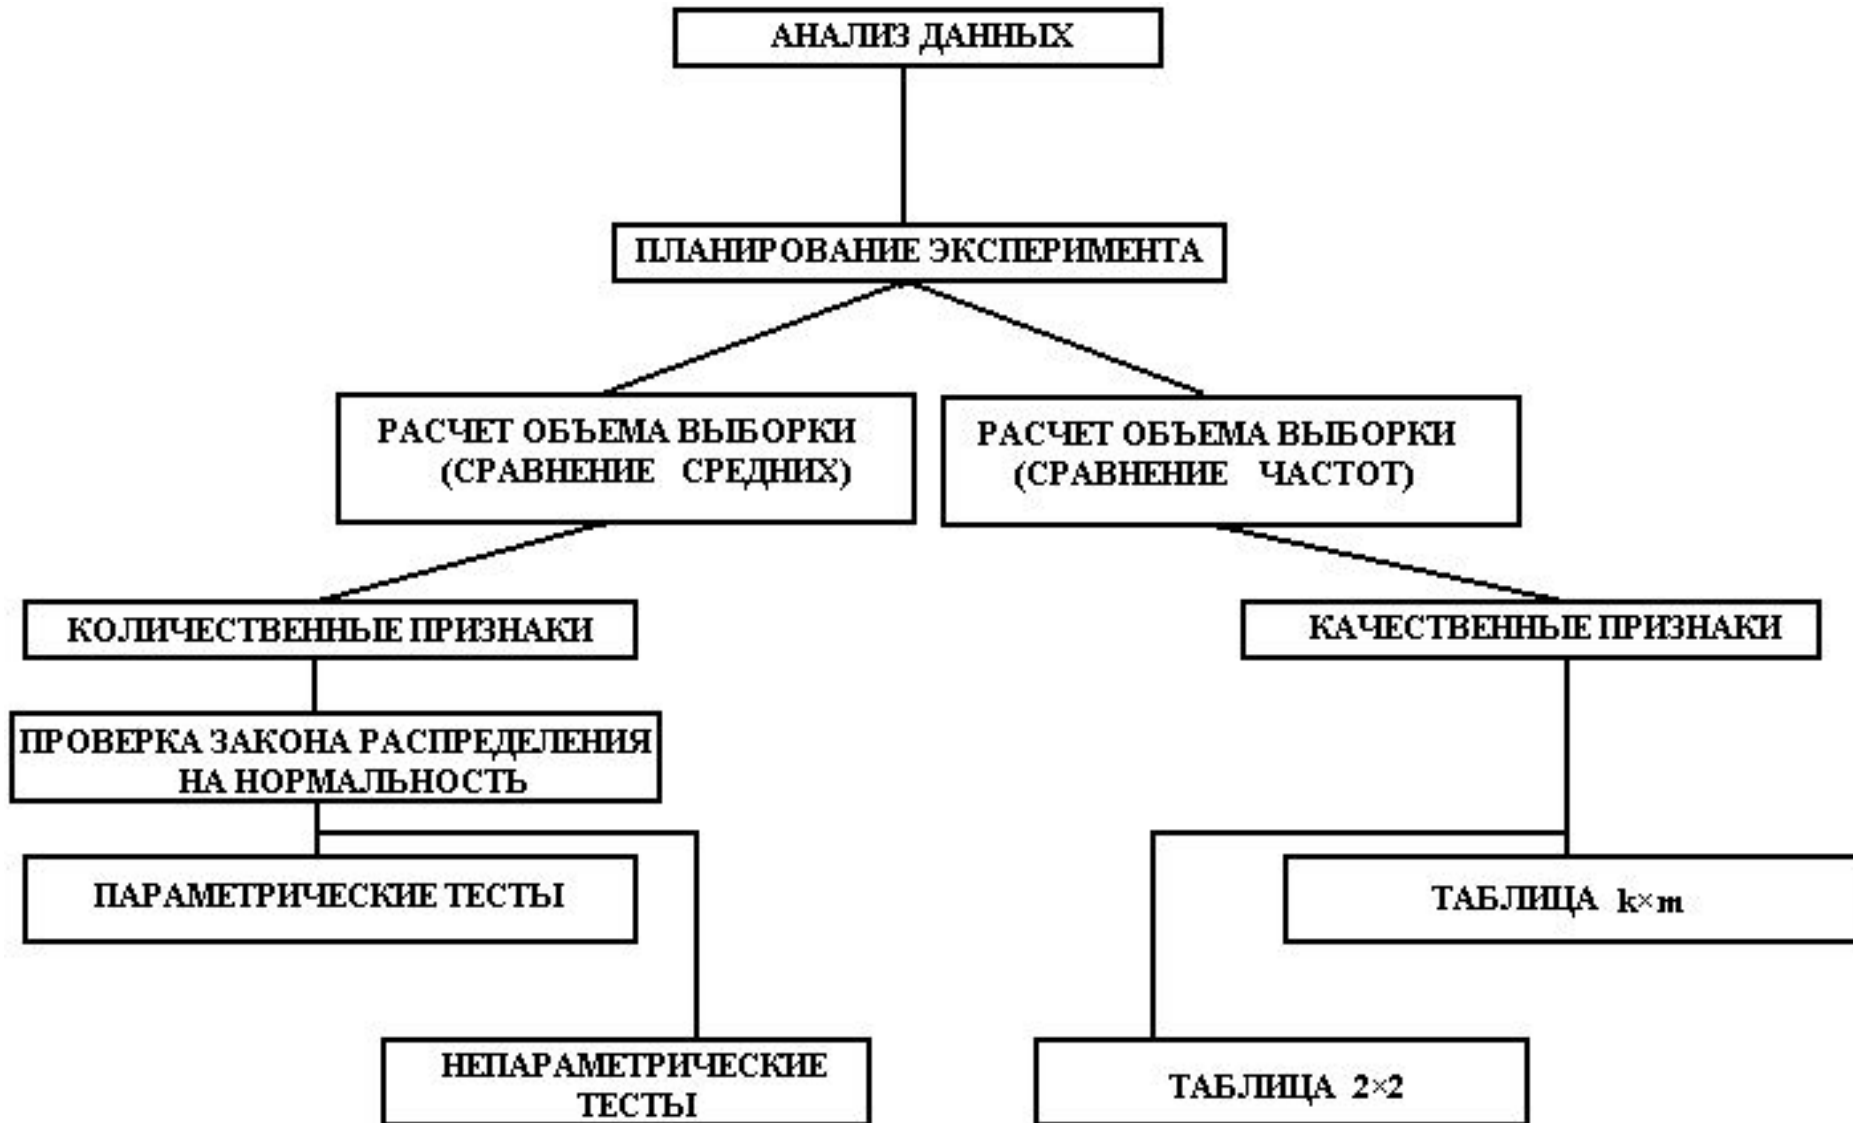 АНАЛИЗ ДАННЫХ
ПЛАНИРОВАНИЕ ЭКСПЕРИМЕНТА
РАСЧЕТ ОБЪЕМА ВЫБОРКИ
(СРАВНЕНИЕ СРЕДНИХ)
РАСЧЕТ ОБЪЕМА ВЫБОРКИ
(СРАВНЕНИЕ ЧАСТОТ)
КОЛИЧЕСТВЕННЫЕ ПРИЗНАКИ
КАЧЕСТВЕННЫЕ ПРИЗНАКИ
ПРОВЕРКА ЗАКОНА РАСПРЕДЕЛЕНИЯ
НА НОРМАЛЬНОСТЬ
ПАРАМЕТРИЧЕСКИЕ ТЕСТЫ
ТАБЛИЦА k×m
НЕПАРАМЕТРИЧЕСКИЕ
ТЕСТЫ
ТАБЛИЦА 2×2